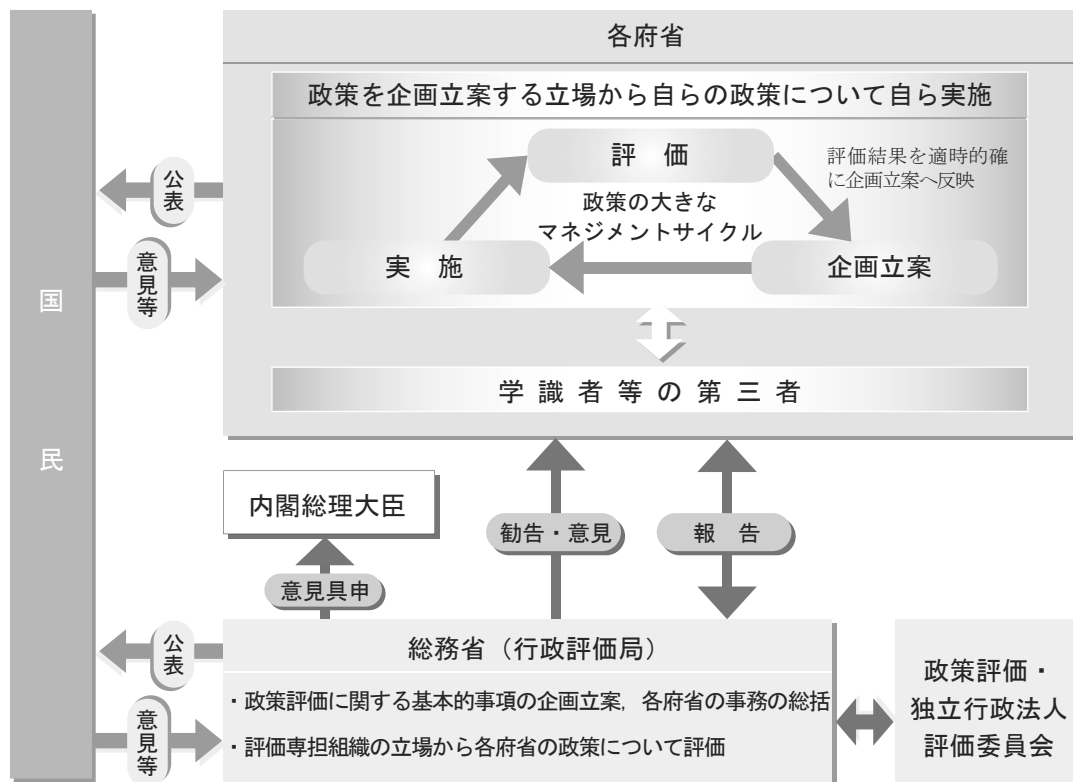 各府省
政策を企画立案する立場から自らの政策について自ら実施
評　価
評価結果を適時的確
に企画立案へ反映
政策の大きな
マネジメントサイクル
実　施
企画立案
公表
意見等
国民
学識者等の第三者
内閣総理大臣
勧告・意見
報　告
意見具申
公表
意見等
総務省（行政評価局）
・政策評価に関する基本的事項の企画立案，各府省の事務の総括
・評価専担組織の立場から各府省の政策について評価
政策評価・
独立行政法人
評価委員会